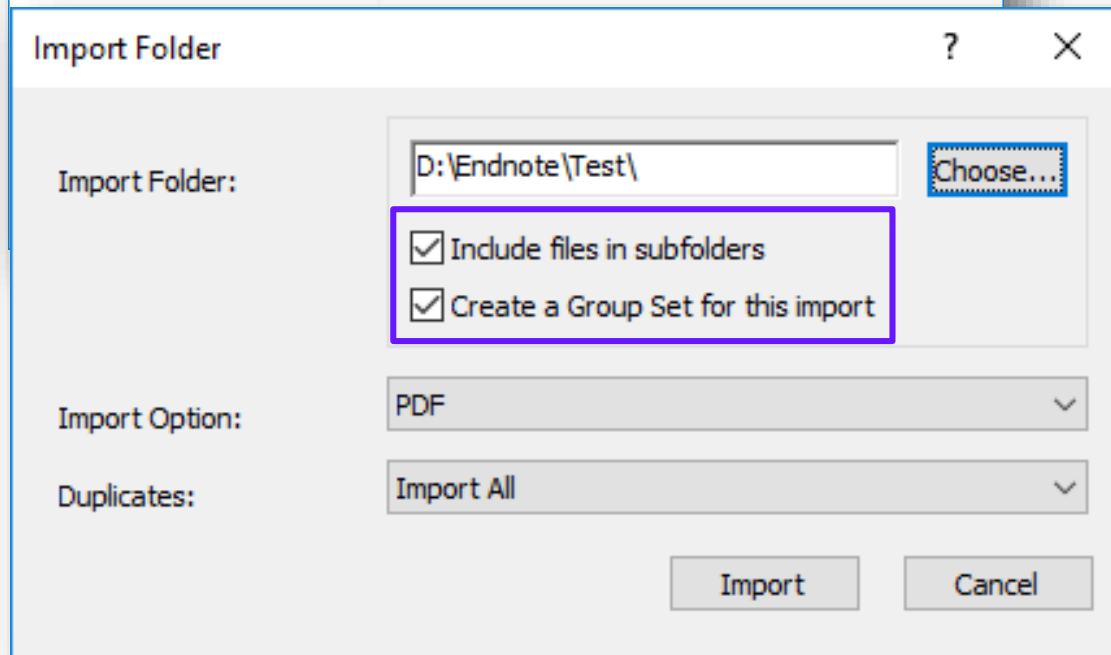 Import Folder
?
Import Folder:
D:\Endnote\Test\
Choose...
Include files in subfolders
Create a Group Set for this import
Import Option:
PDF
Duplicates:
Import All
Import
Cancel